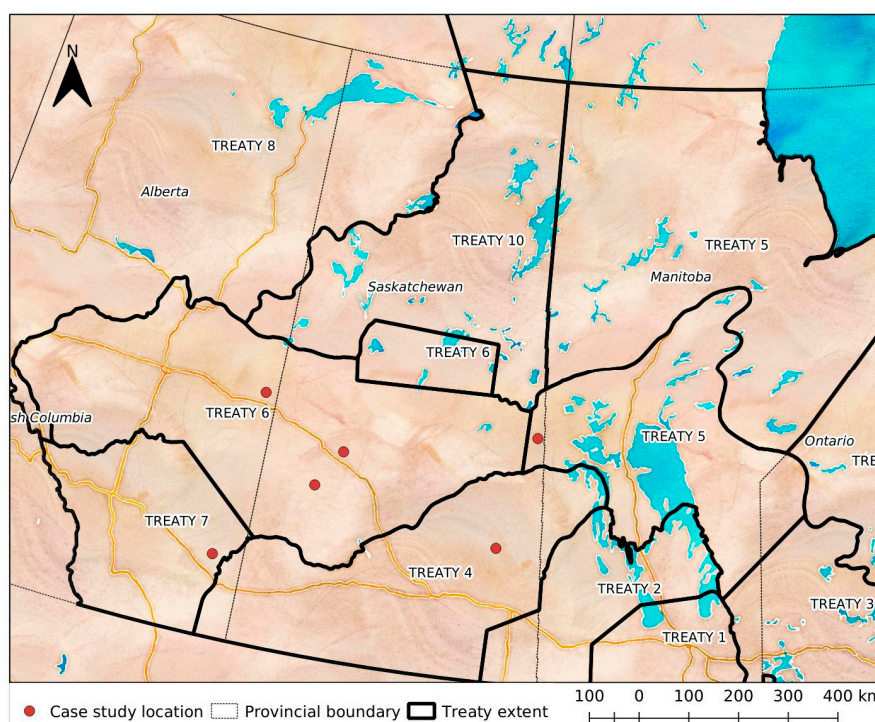 N
TREATY 8
Alberta
TREATY 10
TREATY 5
Manitoba
Saskatchewan
TREATY 6
TREATY 6
sh Columbia
TREATY 5
Ontario
TRE
TREATY 7
TREATY 4
TREATY 2
TREATY 3
TREATY 1
100 0 100 200 300 400 km
Case study location Provincial boundary Treaty extent